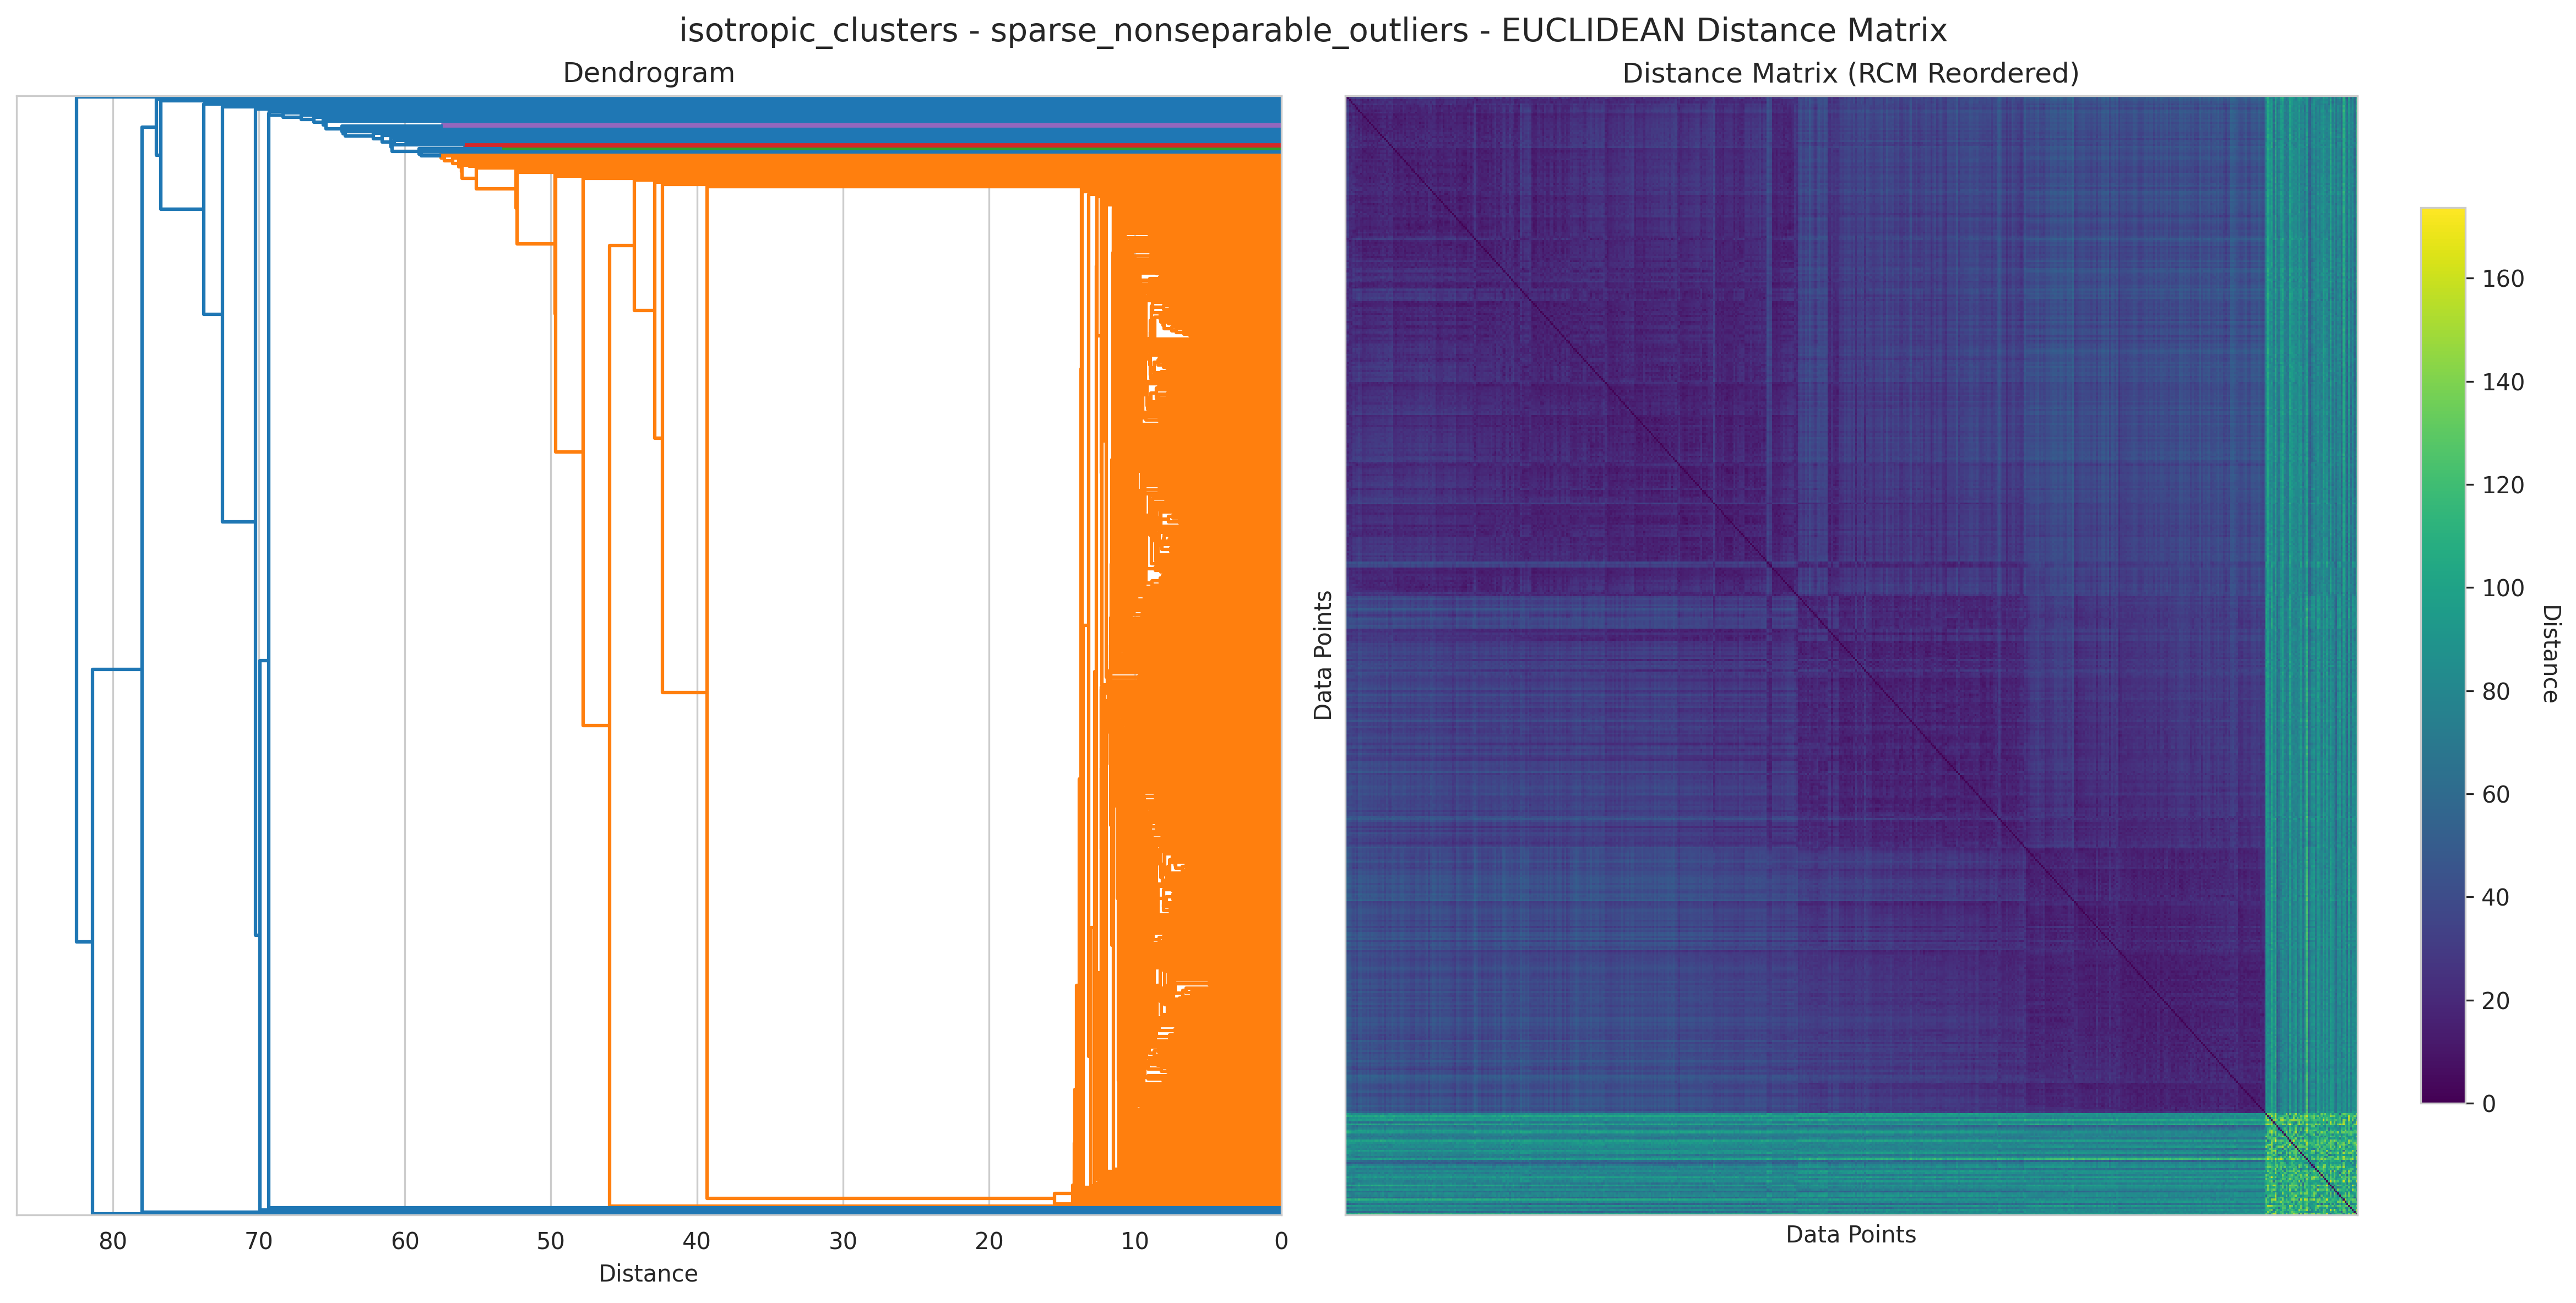 isotropic_clusters - sparse_nonseparable_outliers - EUCLIDEAN Distance Matrix
Dendrogram
80 70 60 50 40 30 20 10 0
Distance
Distance Matrix (RCM Reordered)
Data Points
Data Points
160
140
120
100
80
60
40
20
0
Distance